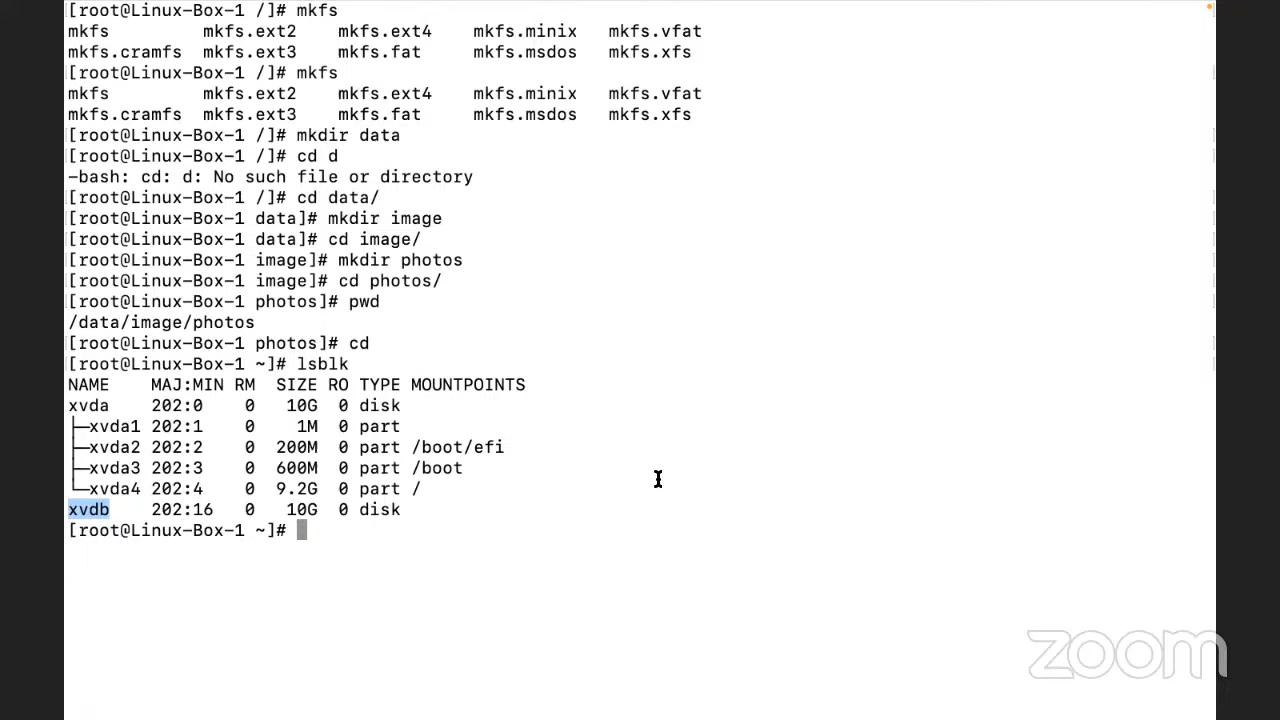 [root@Linux-Box-1 /]# mkfs
mkfs         mkfs.ext2    mkfs.ext4    mkfs.minix   mkfs.vfat
mkfs.cramfs  mkfs.ext3    mkfs.fat     mkfs.msdos   mkfs.xfs
[root@Linux-Box-1 /]# mkfs
mkfs         mkfs.ext2    mkfs.ext4    mkfs.minix   mkfs.vfat
mkfs.cramfs  mkfs.ext3    mkfs.fat     mkfs.msdos   mkfs.xfs
[root@Linux-Box-1 /]# mkdir data
[root@Linux-Box-1 /]# cd d
-bash: cd: d: No such file or directory
[root@Linux-Box-1 /]# cd data/
[root@Linux-Box-1 data]# mkdir image
[root@Linux-Box-1 data]# cd image/
[root@Linux-Box-1 image]# mkdir photos
[root@Linux-Box-1 image]# cd photos/
[root@Linux-Box-1 photos]# pwd
/data/image/photos
[root@Linux-Box-1 photos]# cd
[root@Linux-Box-1 ~]# lsblk
NAME    MAJ:MIN RM  SIZE RO TYPE MOUNTPOINTS
xvda    202:0    0   10G  0 disk
├─xvda1 202:1    0    1M  0 part
├─xvda2 202:2    0  200M  0 part /boot/efi
├─xvda3 202:3    0  600M  0 part /boot
└─xvda4 202:4    0  9.2G  0 part /
xvdb    202:16   0   10G  0 disk
[root@Linux-Box-1 ~]#
zoom